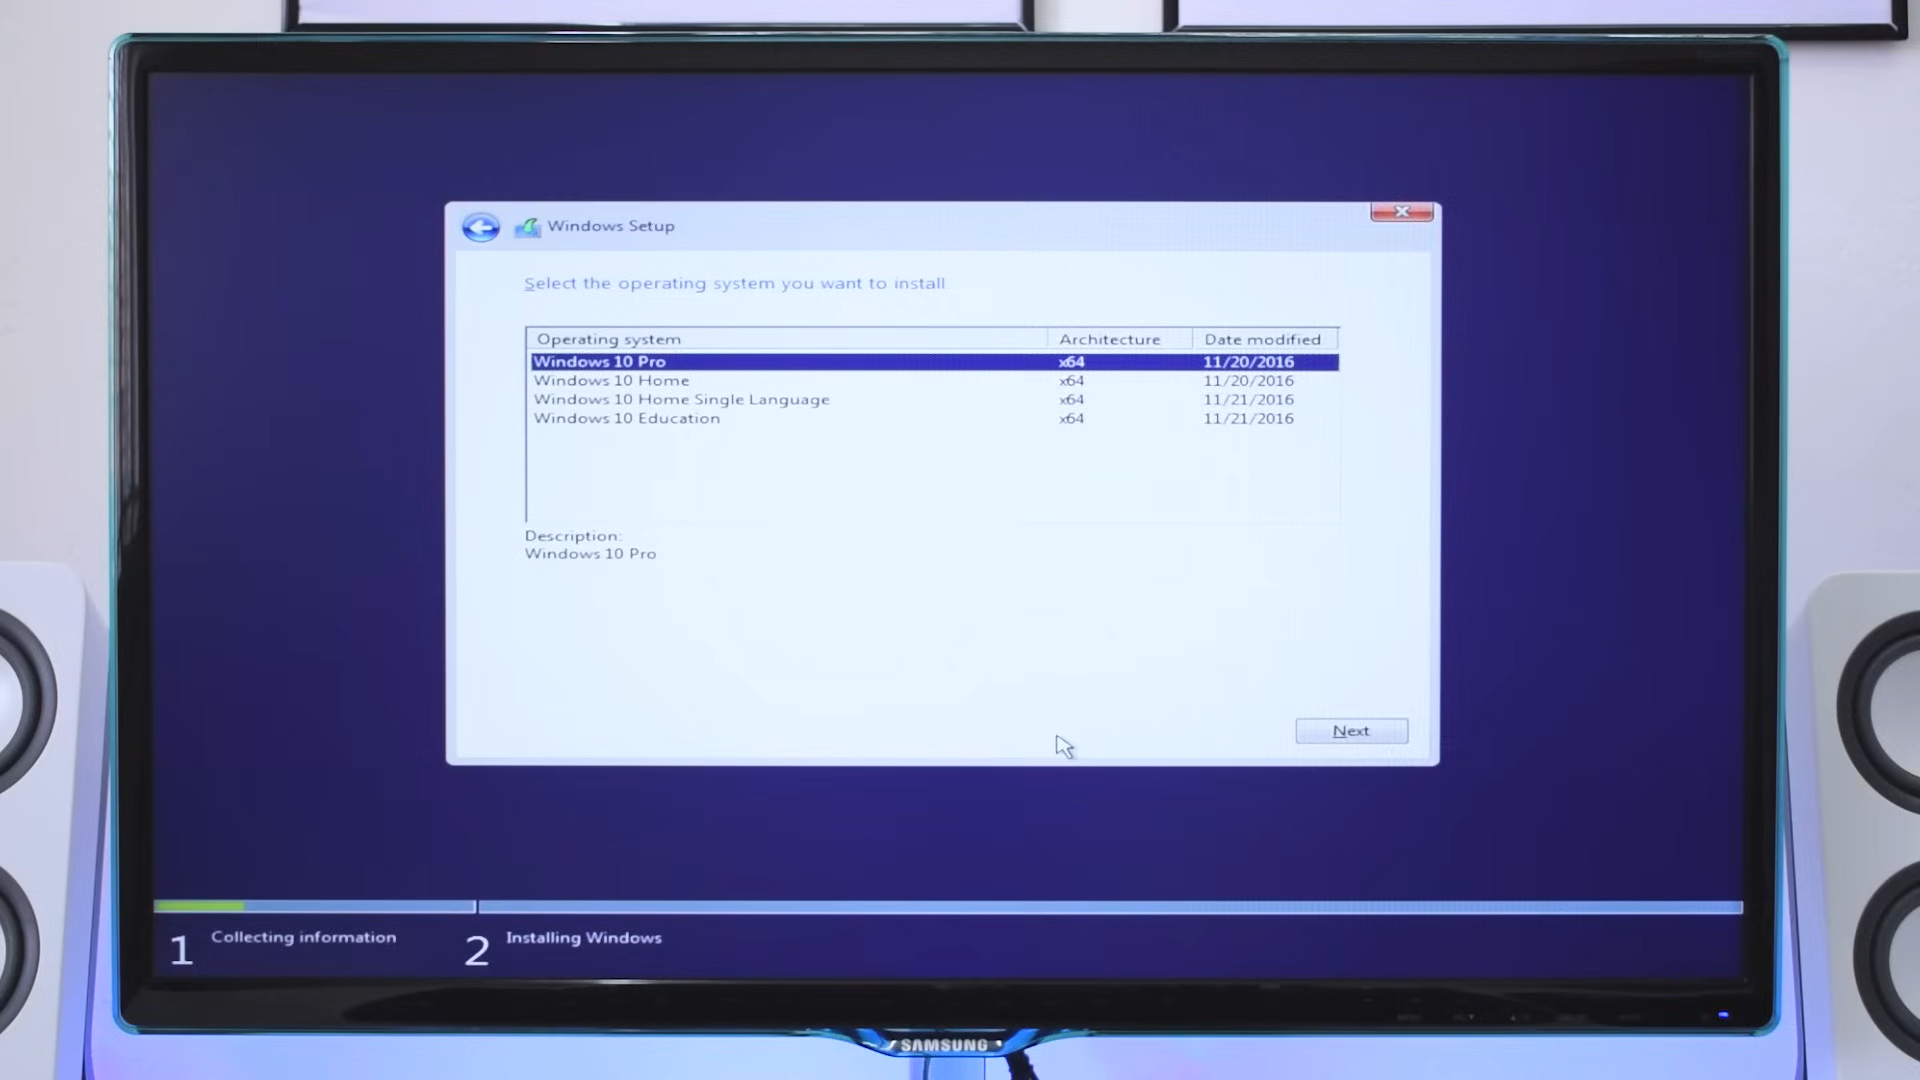 Windows Setup
Select the operating system you want to install
Operating system Architecture Date modified
Windows 10 Pro x64 11/20/2016
Windows 10 Home x64 11/20/2016
Windows 10 Home Single Language x64 11/21/2016
Windows 10 Education x64 11/21/2016
Description:
Windows 10 Pro
Next
1 Collecting information 2 Installing Windows
SAMSUNG